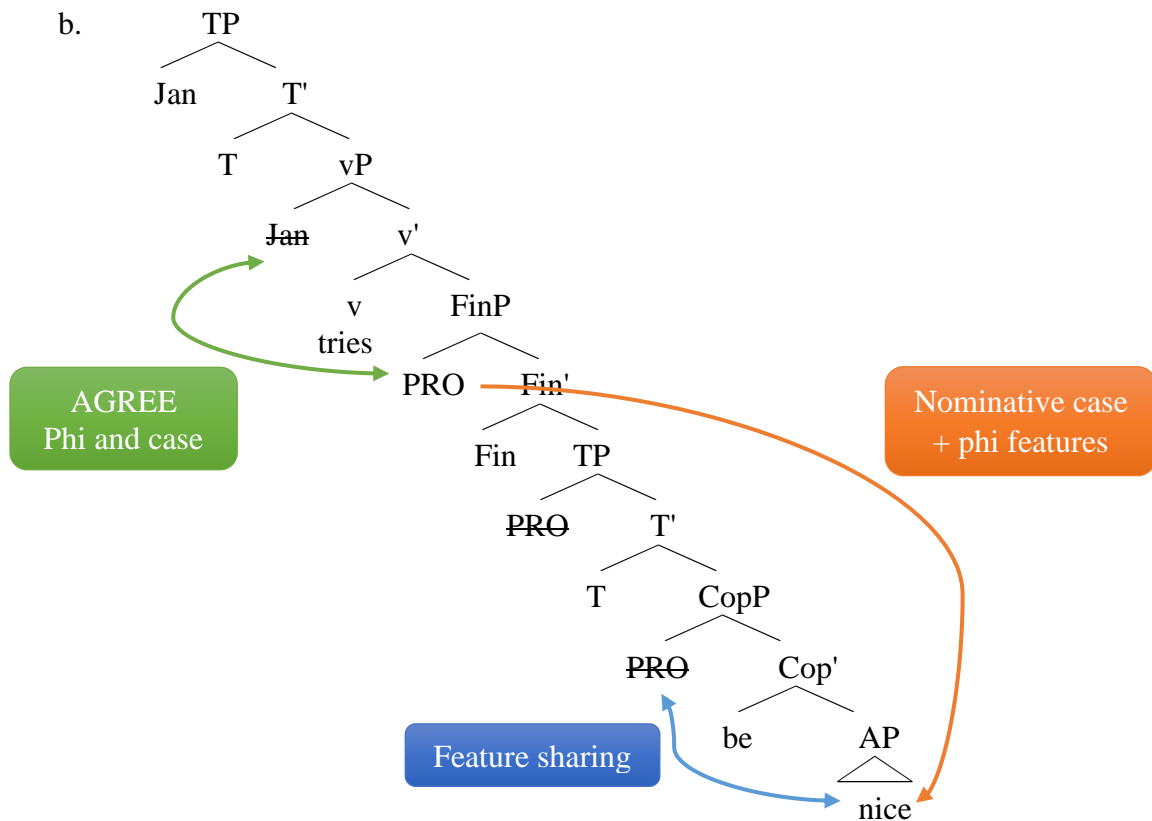 b.
TP
Jan T'
T vP
Jan v'
v FinP
tries
PRO Fin'
AGREE
Phi and case
Nominative case
+ phi features
Fin TP
PRO T'
T CopP
PRO Cop'
Feature sharing
be AP
nice